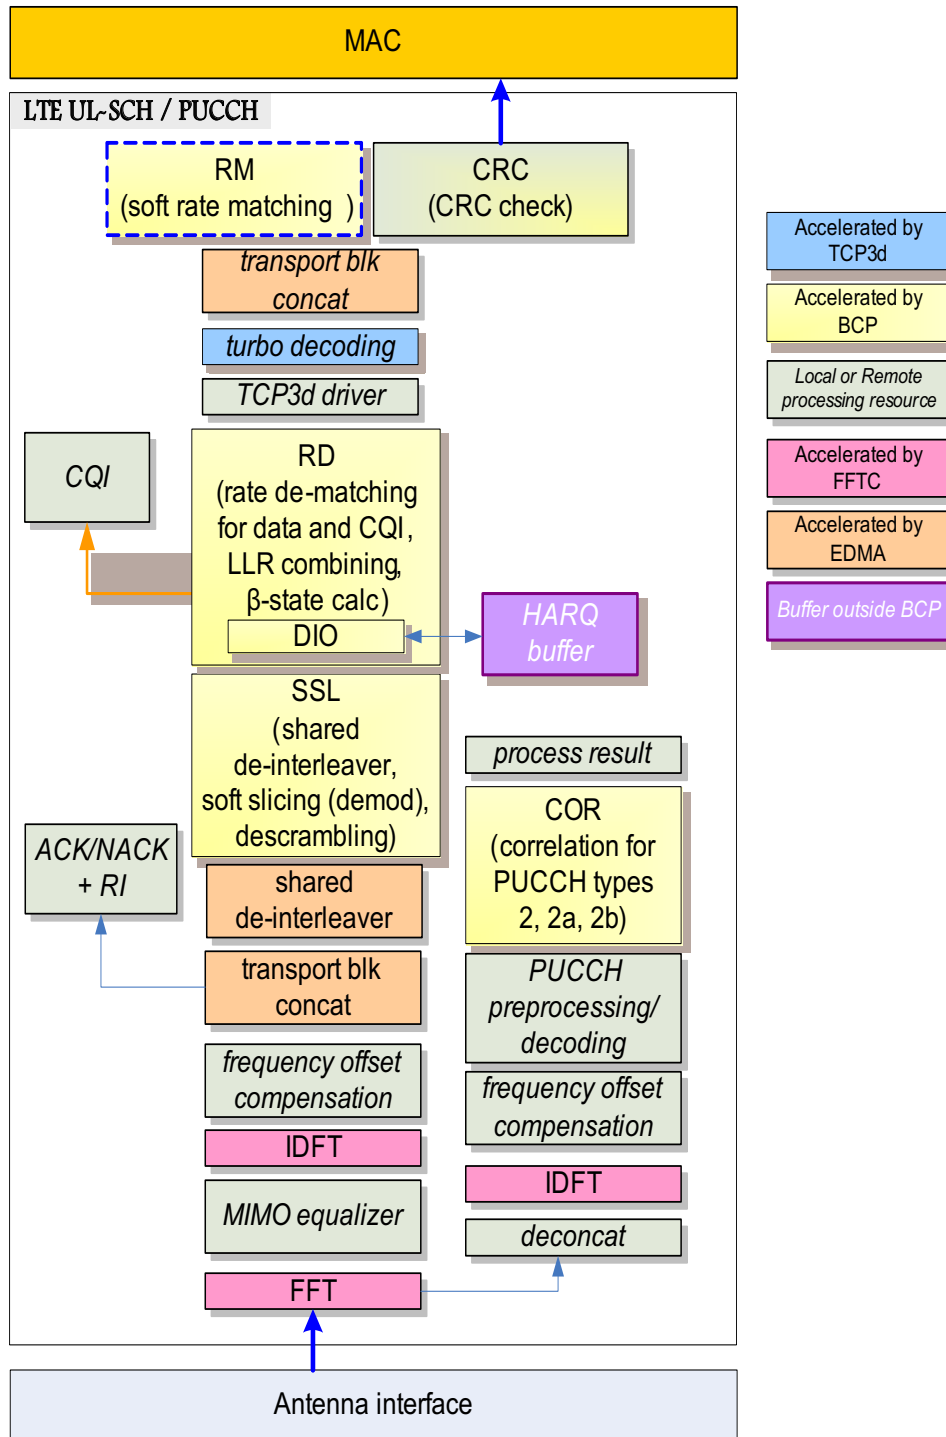 MAC
LTE UL-SCH / PUCCH
RM
(soft rate matching )
CRC
(CRC check)
transport blk
concat
turbo decoding
TCP3d driver
CQI
RD
(rate de-matching
for data and CQI,
LLR combining,
β-state calc)
DIO
HARQ
buffer
SSL
(shared
de-interleaver,
soft slicing (demod),
descrambling)
ACK/NACK
+ RI
shared
de-interleaver
transport blk
concat
frequency offset
compensation
IDFT
MIMO equalizer
FFT
process result
COR
(correlation for
PUCCH types
2, 2a, 2b)
PUCCH
preprocessing/
decoding
frequency offset
compensation
IDFT
deconcat
Antenna interface
Accelerated by
TCP3d
Accelerated by
BCP
Local or Remote
processing resource
Accelerated by
FFTC
Accelerated by
EDMA
Buffer outside BCP